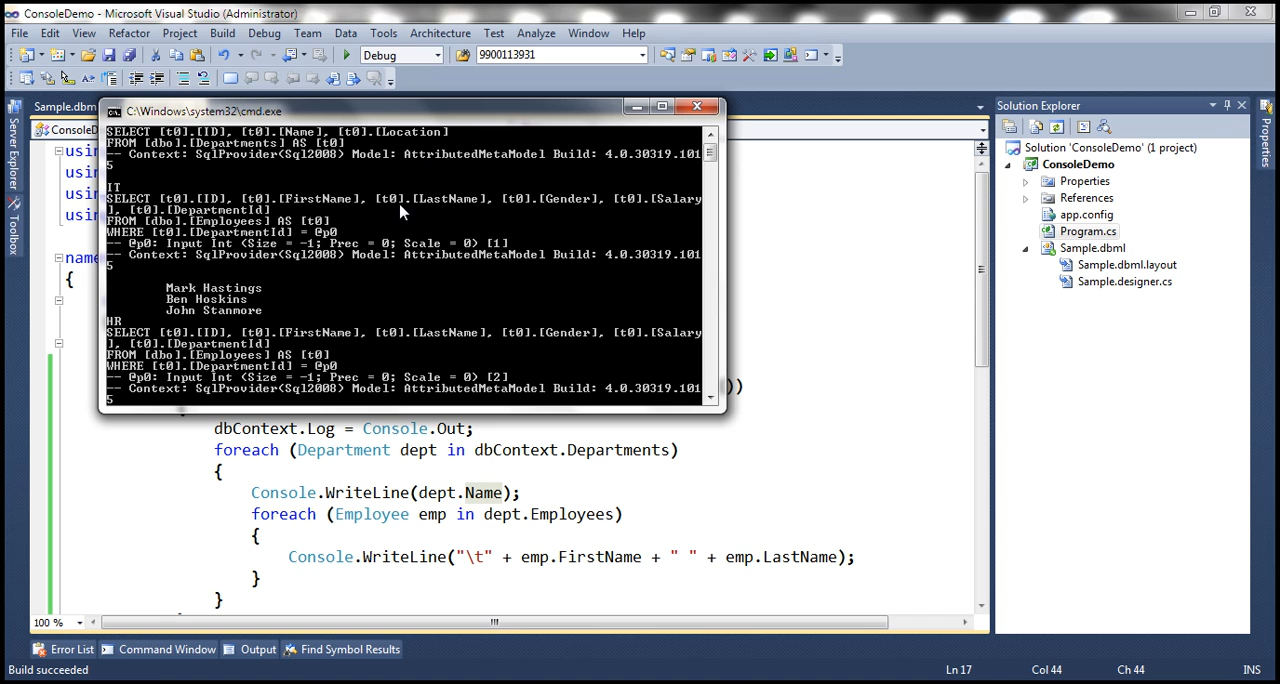 ConsoleDemo - Microsoft Visual Studio (Administrator)
File Edit View Refactor Project Build Debug Team Data Tools Architecture Test Analyze Window Help
Debug 9900113931
Sample.dbm
ConsoleD
Server Explorer
Toolbox
Properties
C:\Windows\system32\cmd.exe
SELECT [t0].[ID], [t0].[Name], [t0].[Location]
FROM [dbo].[Departments] AS [t0]
-- Context: SqlProvider(Sql2008) Model: AttributedMetaModel Build: 4.0.30319.101
5
IT
SELECT [t0].[ID], [t0].[FirstName], [t0].[LastName], [t0].[Gender], [t0].[Salary
], [t0].[DepartmentId]
FROM [dbo].[Employees] AS [t0]
WHERE [t0].[DepartmentId] = @p0
-- @p0: Input Int (Size = -1; Prec = 0; Scale = 0) [1]
-- Context: SqlProvider(Sql2008) Model: AttributedMetaModel Build: 4.0.30319.101
5
Mark Hastings
Ben Hoskins
John Stanmore
HR
SELECT [t0].[ID], [t0].[FirstName], [t0].[LastName], [t0].[Gender], [t0].[Salary
], [t0].[DepartmentId]
FROM [dbo].[Employees] AS [t0]
WHERE [t0].[DepartmentId] = @p0
-- @p0: Input Int (Size = -1; Prec = 0; Scale = 0) [2]
-- Context: SqlProvider(Sql2008) Model: AttributedMetaModel Build: 4.0.30319.101
5
usin
usin
usin
usin
name
{
))
dbContext.Log = Console.Out;
foreach (Department dept in dbContext.Departments)
{
Console.WriteLine(dept.Name);
foreach (Employee emp in dept.Employees)
{
Console.WriteLine("\t" + emp.FirstName + " " + emp.LastName);
}
}
100 %
Solution Explorer
Solution 'ConsoleDemo' (1 project)
ConsoleDemo
Properties
References
app.config
Program.cs
Sample.dbml
Sample.dbml.layout
Sample.designer.cs
Error List Command Window Output Find Symbol Results
Build succeeded Ln 17 Col 44 Ch 44 INS